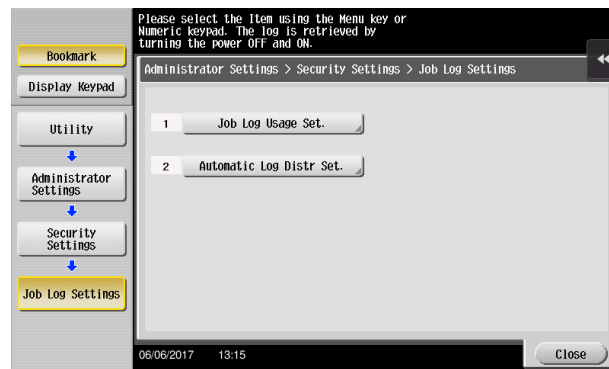 Please select the Item using the Menu key or
Numeric keypad. The log is retrieved by
turning the power OFF and ON.
Bookmark
Display Keypad
Administrator Settings > Security Settings > Job Log Settings
Utility
Administrator
Settings
Security
Settings
Job Log Settings
1 Job Log Usage Set.
2 Automatic Log Distr Set.
06/06/2017 13:15
Close